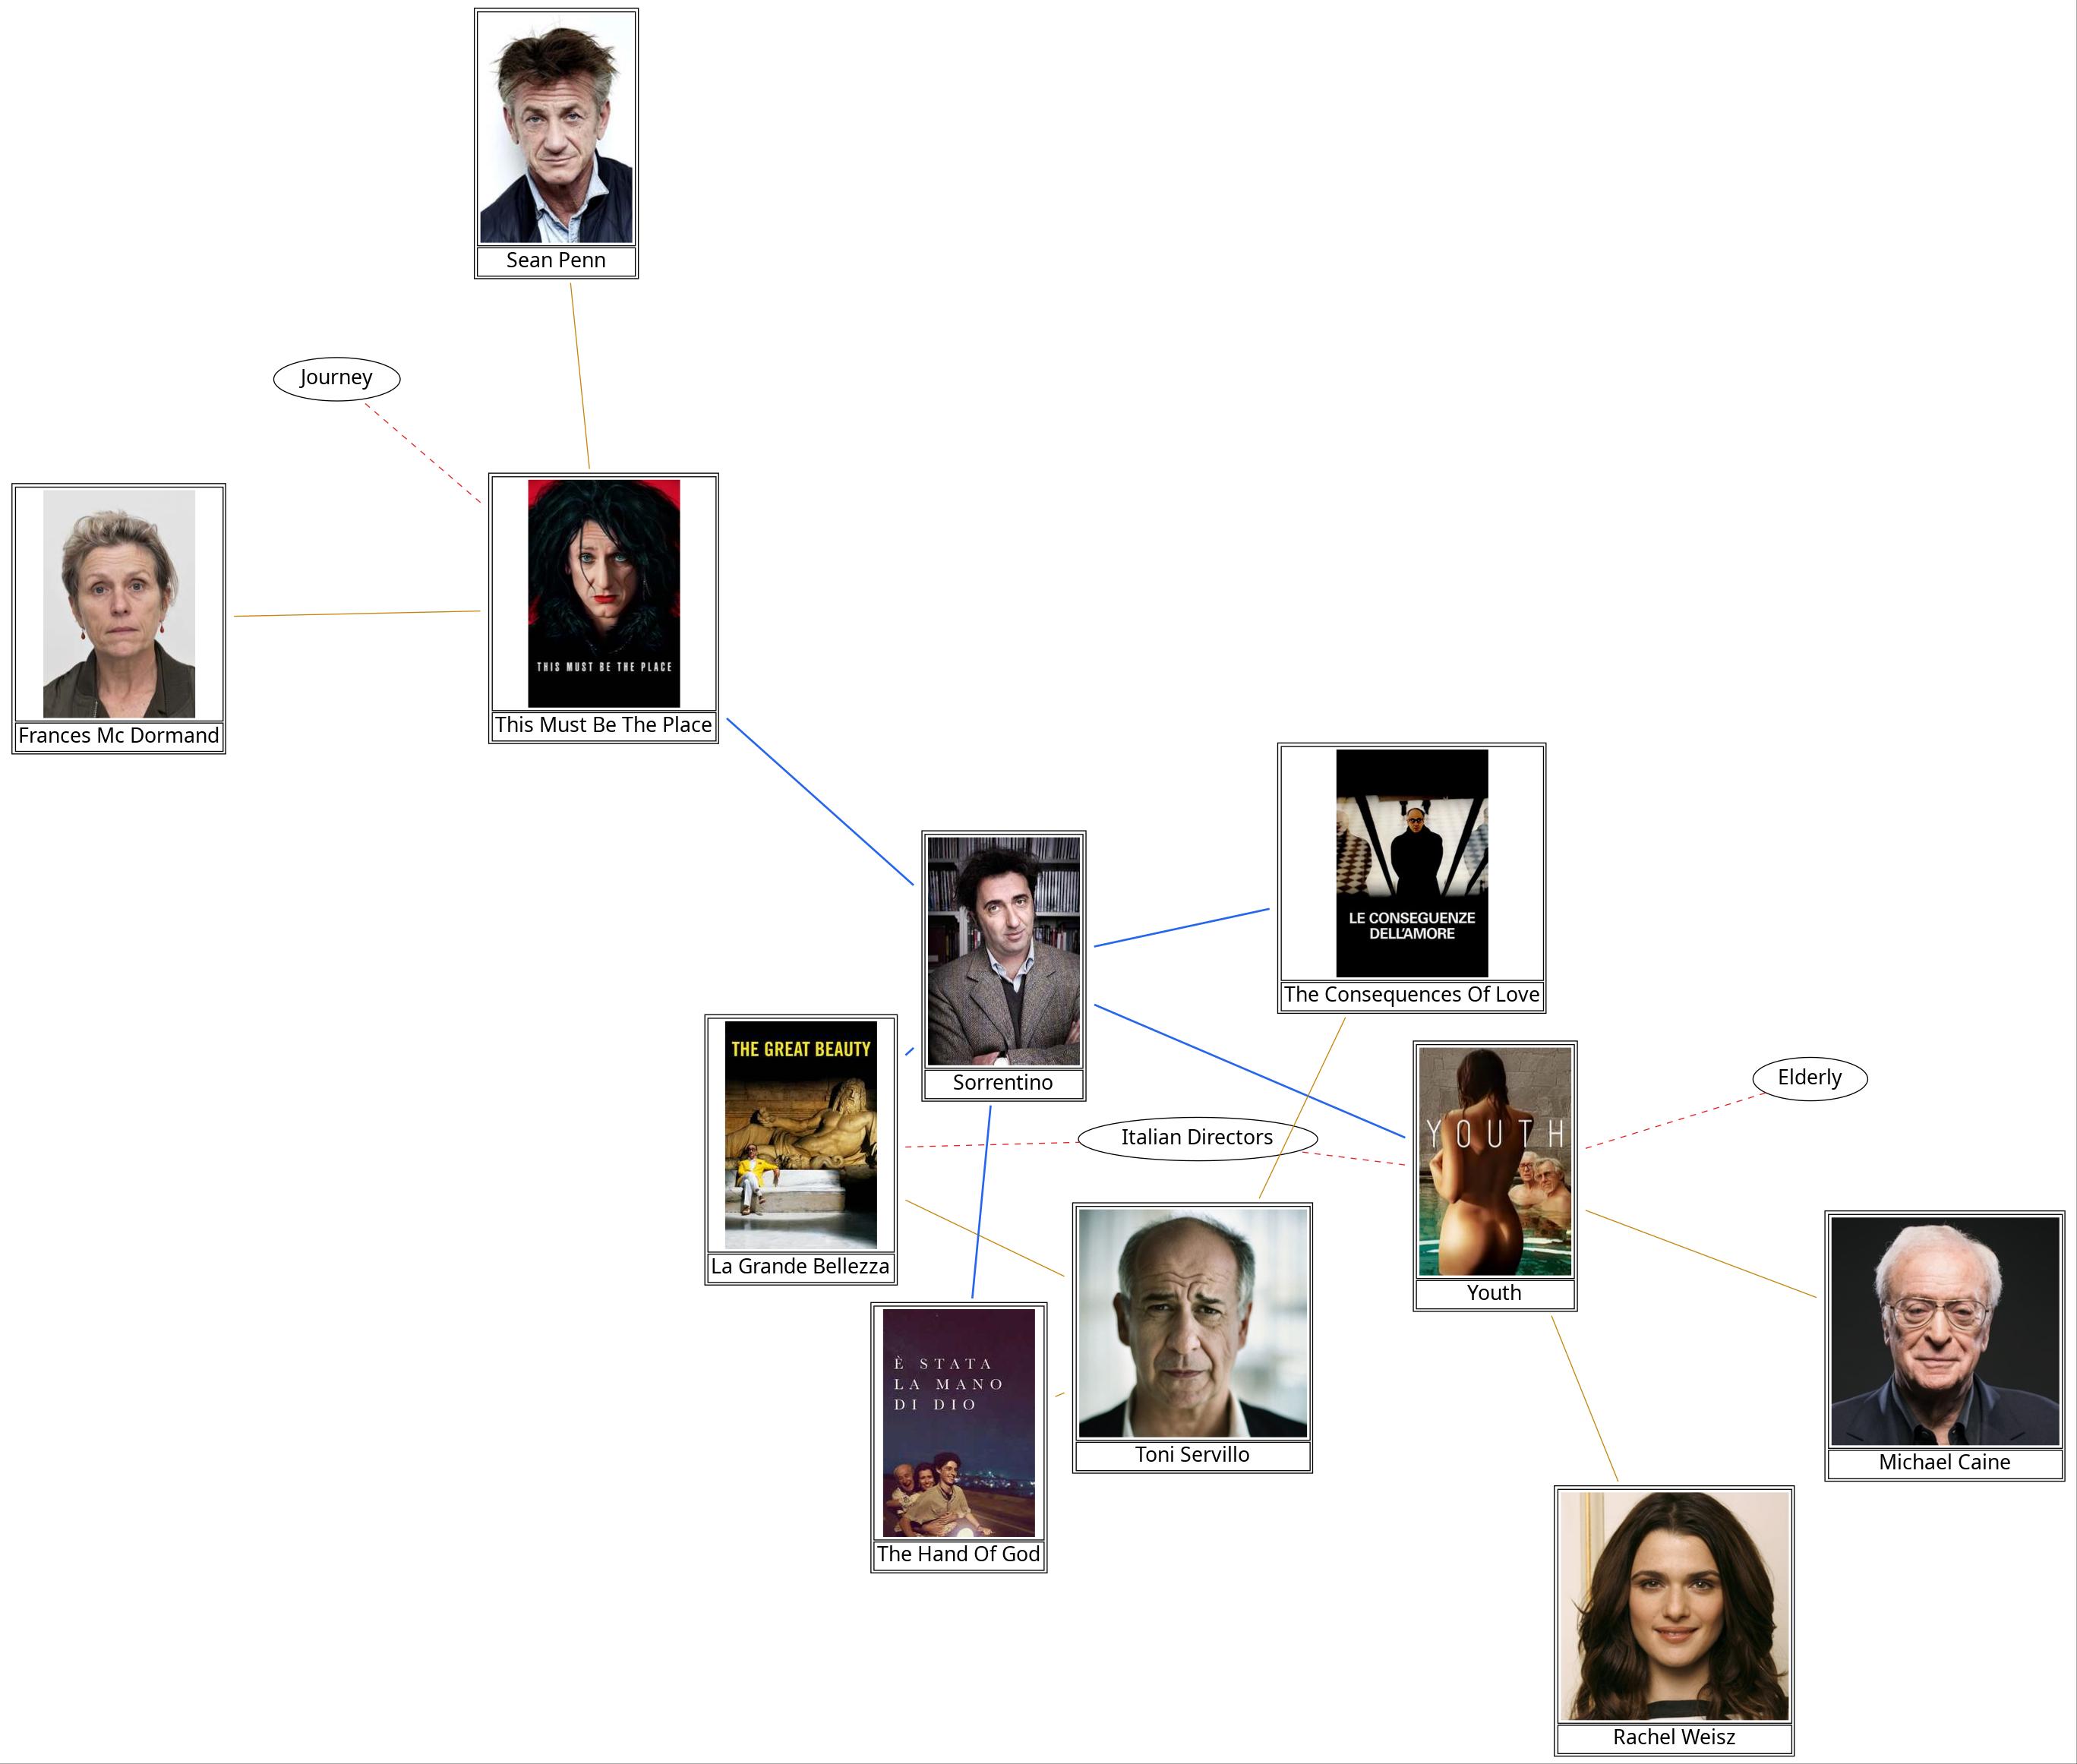 Sean Penn
Journey
THIS MUST BE THE PLACE
Frances Mc Dormand
This Must Be The Place
LE CONSEGUENZE
DELL'AMORE
The Consequences Of Love
Sorrentino
THE GREAT BEAUTY
La Grande Bellezza
Italian Directors
YOUTH
Youth
Elderly
È STATA
LA MANO
DI DIO
The Hand Of God
Toni Servillo
Michael Caine
Rachel Weisz